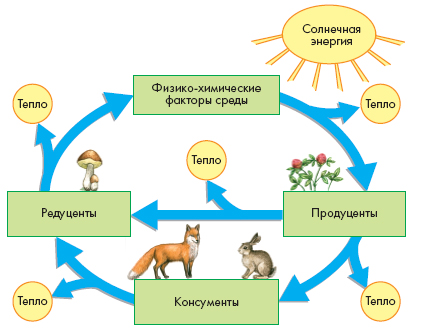 Солнечная
энергия
Физико-химические
факторы среды
Тепло
Тепло
Тепло
Редуценты
Продуценты
Тепло
Консументы
Тепло